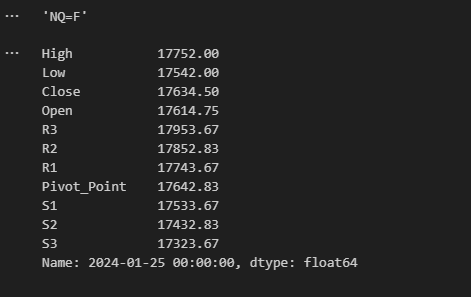 ... 'NQ=F'
... High 17752.00
Low 17542.00
Close 17634.50
Open 17614.75
R3 17953.67
R2 17852.83
R1 17743.67
Pivot_Point 17642.83
S1 17533.67
S2 17432.83
S3 17323.67
Name: 2024-01-25 00:00:00, dtype: float64